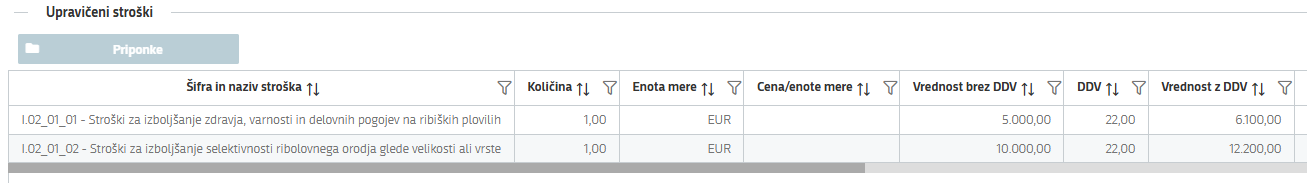 Upravičeni stroški
Priponke
Šifra in naziv stroška Količina Enota mere Cena/enote mere Vrednost brez DDV DDV Vrednost z DDV
I.02_01_01 - Stroški za izboljšanje zdravja, varnosti in delovnih pogojev na ribiških plovilih 1,00 EUR 5.000,00 22,00 6.100,00
I.02_01_02 - Stroški za izboljšanje selektivnosti ribolovnega orodja glede velikosti ali vrste 1,00 EUR 10.000,00 22,00 12.200,00